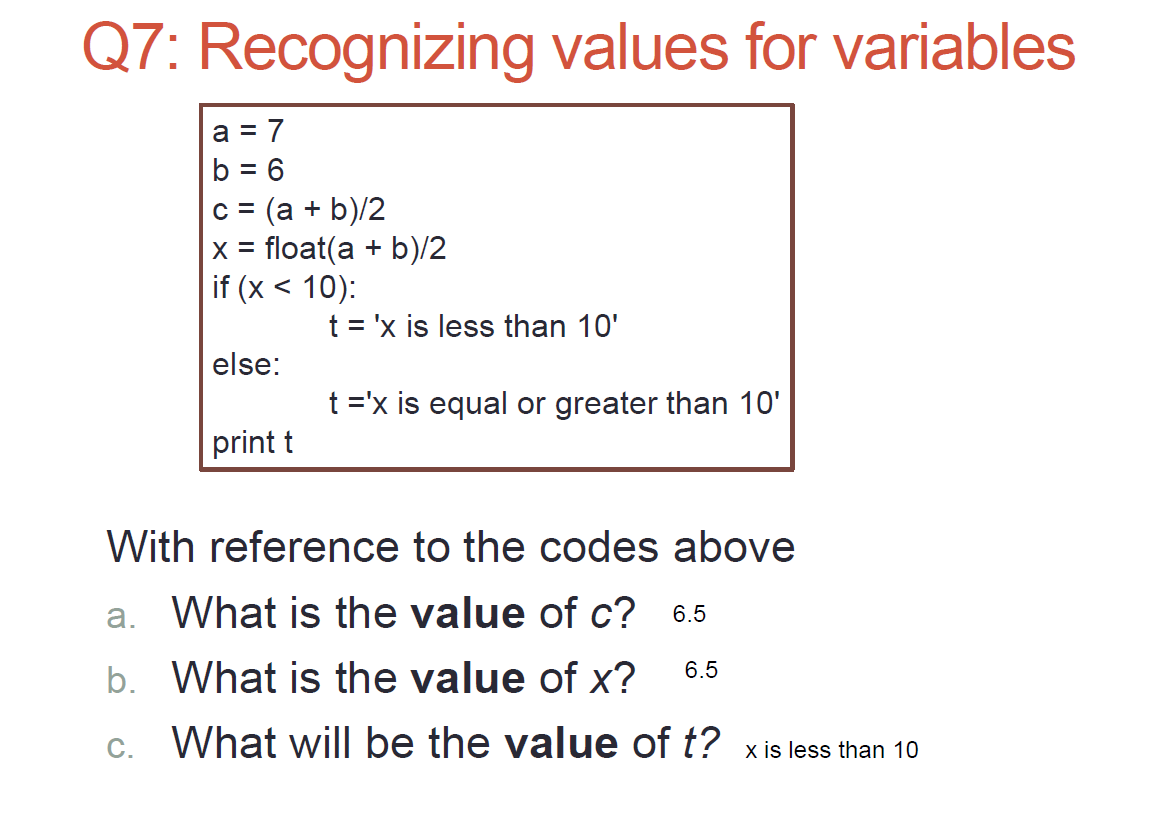 Q7: Recognizing values for variables
a = 7
b = 6
c = (a + b)/2
x = float(a + b)/2
if (x < 10):
t = 'x is less than 10'
else:
t ='x is equal or greater than 10'
print t
With reference to the codes above
a. What is the value of c? 6.5
b. What is the value of x? 6.5
c. What will be the value of t? x is less than 10